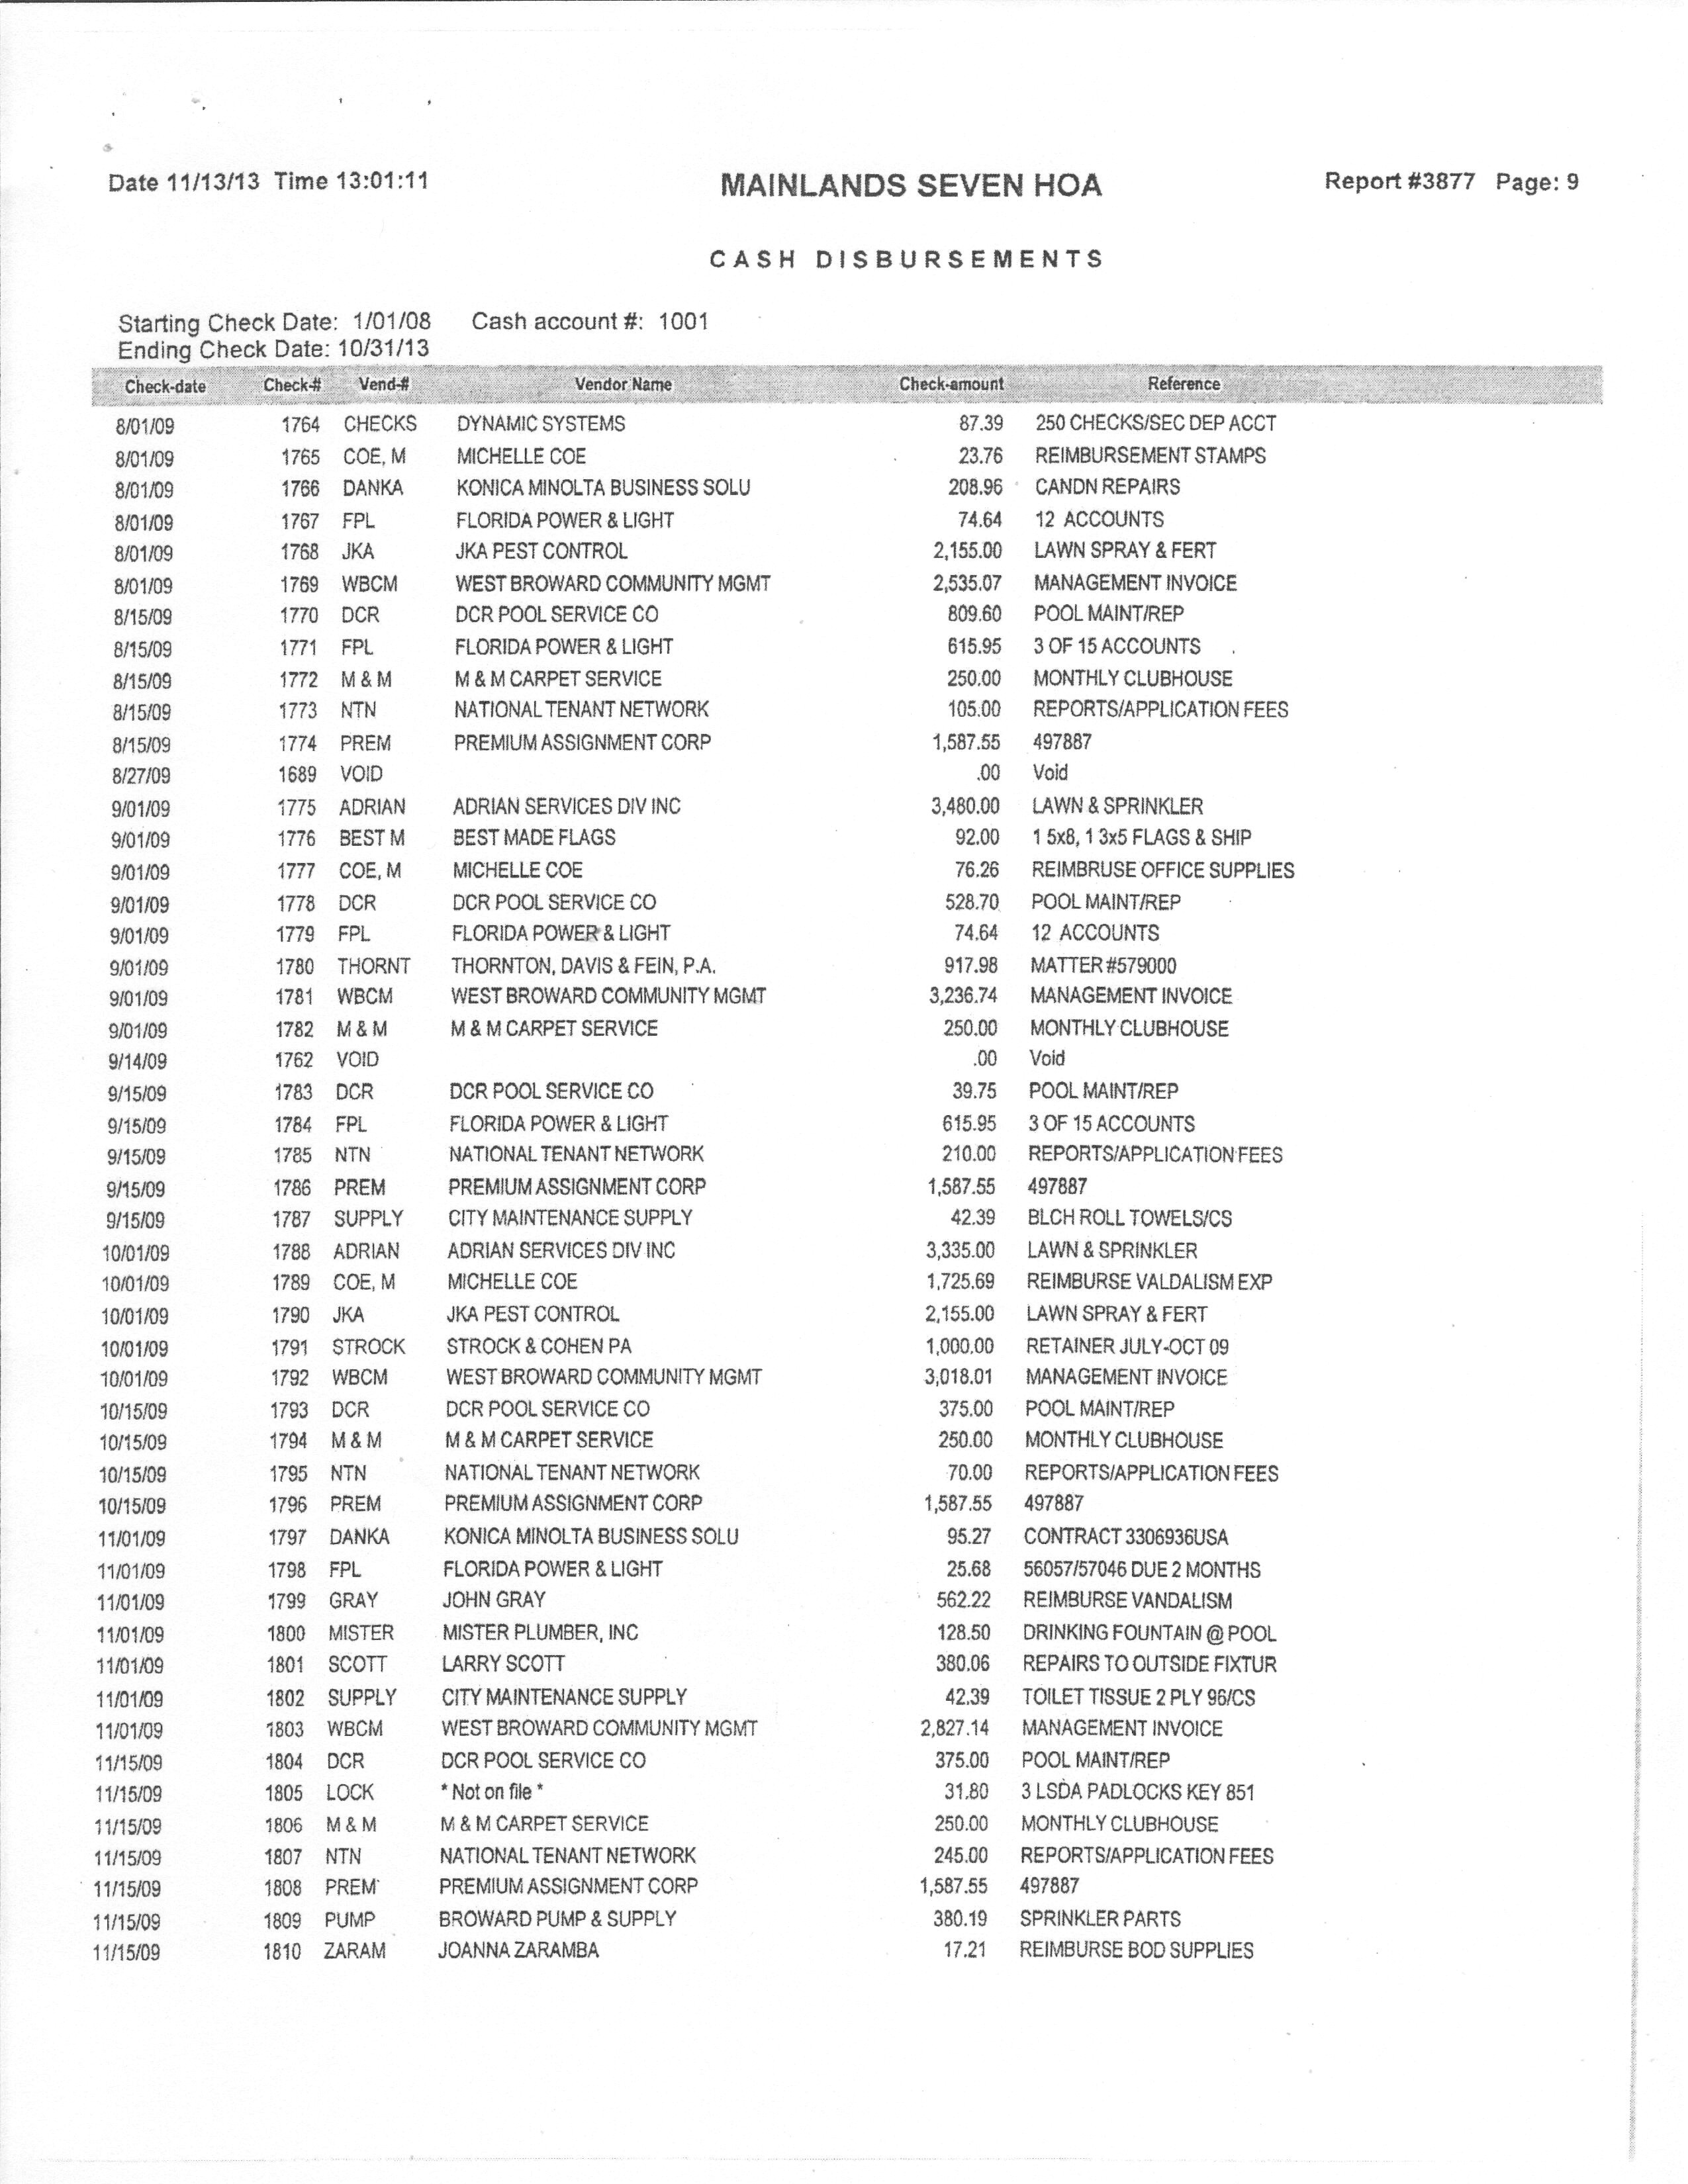 Date 11/13/13 Time 13:01:11 MAINLANDS SEVEN HOA Report #3877 Page: 9
CASH DISBURSEMENTS
Starting Check Date: 1/01/08 Cash account #: 1001
Ending Check Date: 10/31/13
Check-date Check-# Vend-# Vendor Name Check-amount Reference
8/01/09 1764 CHECKS DYNAMIC SYSTEMS 87.39 250 CHECKS/SEC DEP ACCT
8/01/09 1765 COE, M MICHELLE COE 23.76 REIMBURSEMENT STAMPS
8/01/09 1766 DANKA KONICA MINOLTA BUSINESS SOLU 208.96 CANDN REPAIRS
8/01/09 1767 FPL FLORIDA POWER & LIGHT 74.64 12 ACCOUNTS
8/01/09 1768 JKA JKA PEST CONTROL 2,155.00 LAWN SPRAY & FERT
8/01/09 1769 WBCM WEST BROWARD COMMUNITY MGMT 2,535.07 MANAGEMENT INVOICE
8/15/09 1770 DCR DCR POOL SERVICE CO 809.60 POOL MAINT/REP
8/15/09 1771 FPL FLORIDA POWER & LIGHT 615.95 3 OF 15 ACCOUNTS
8/15/09 1772 M & M M & M CARPET SERVICE 250.00 MONTHLY CLUBHOUSE
8/15/09 1773 NTN NATIONAL TENANT NETWORK 105.00 REPORTS/APPLICATION FEES
8/15/09 1774 PREM PREMIUM ASSIGNMENT CORP 1,587.55 497887
8/27/09 1689 VOID .00 Void
9/01/09 1775 ADRIAN ADRIAN SERVICES DIV INC 3,480.00 LAWN & SPRINKLER
9/01/09 1776 BEST M BEST MADE FLAGS 92.00 1 5x8, 1 3x5 FLAGS & SHIP
9/01/09 1777 COE, M MICHELLE COE 76.26 REIMBRUSE OFFICE SUPPLIES
9/01/09 1778 DCR DCR POOL SERVICE CO 528.70 POOL MAINT/REP
9/01/09 1779 FPL FLORIDA POWER & LIGHT 74.64 12 ACCOUNTS
9/01/09 1780 THORNT THORNTON, DAVIS & FEIN, P.A. 917.98 MATTER #579000
9/01/09 1781 WBCM WEST BROWARD COMMUNITY MGMT 3,236.74 MANAGEMENT INVOICE
9/01/09 1782 M & M M & M CARPET SERVICE 250.00 MONTHLY CLUBHOUSE
9/14/09 1762 VOID .00 Void
9/15/09 1783 DCR DCR POOL SERVICE CO 39.75 POOL MAINT/REP
9/15/09 1784 FPL FLORIDA POWER & LIGHT 615.95 3 OF 15 ACCOUNTS
9/15/09 1785 NTN NATIONAL TENANT NETWORK 210.00 REPORTS/APPLICATION FEES
9/15/09 1786 PREM PREMIUM ASSIGNMENT CORP 1,587.55 497887
9/15/09 1787 SUPPLY CITY MAINTENANCE SUPPLY 42.39 BLCH ROLL TOWELS/CS
10/01/09 1788 ADRIAN ADRIAN SERVICES DIV INC 3,335.00 LAWN & SPRINKLER
10/01/09 1789 COE, M MICHELLE COE 1,725.69 REIMBURSE VALDALISM EXP
10/01/09 1790 JKA JKA PEST CONTROL 2,155.00 LAWN SPRAY & FERT
10/01/09 1791 STROCK STROCK & COHEN PA 1,000.00 RETAINER JULY-OCT 09
10/01/09 1792 WBCM WEST BROWARD COMMUNITY MGMT 3,018.01 MANAGEMENT INVOICE
10/15/09 1793 DCR DCR POOL SERVICE CO 375.00 POOL MAINT/REP
10/15/09 1794 M & M M & M CARPET SERVICE 250.00 MONTHLY CLUBHOUSE
10/15/09 1795 NTN NATIONAL TENANT NETWORK 70.00 REPORTS/APPLICATION FEES
10/15/09 1796 PREM PREMIUM ASSIGNMENT CORP 1,587.55 497887
11/01/09 1797 DANKA KONICA MINOLTA BUSINESS SOLU 95.27 CONTRACT 3306936USA
11/01/09 1798 FPL FLORIDA POWER & LIGHT 25.68 56057/57046 DUE 2 MONTHS
11/01/09 1799 GRAY JOHN GRAY 562.22 REIMBURSE VANDALISM
11/01/09 1800 MISTER MISTER PLUMBER, INC 128.50 DRINKING FOUNTAIN @ POOL
11/01/09 1801 SCOTT LARRY SCOTT 380.06 REPAIRS TO OUTSIDE FIXTUR
11/01/09 1802 SUPPLY CITY MAINTENANCE SUPPLY 42.39 TOILET TISSUE 2 PLY 96/CS
11/01/09 1803 WBCM WEST BROWARD COMMUNITY MGMT 2,827.14 MANAGEMENT INVOICE
11/15/09 1804 DCR DCR POOL SERVICE CO 375.00 POOL MAINT/REP
11/15/09 1805 LOCK * Not on file * 31.80 3 LSDA PADLOCKS KEY 851
11/15/09 1806 M & M M & M CARPET SERVICE 250.00 MONTHLY CLUBHOUSE
11/15/09 1807 NTN NATIONAL TENANT NETWORK 245.00 REPORTS/APPLICATION FEES
11/15/09 1808 PREM PREMIUM ASSIGNMENT CORP 1,587.55 497887
11/15/09 1809 PUMP BROWARD PUMP & SUPPLY 380.19 SPRINKLER PARTS
11/15/09 1810 ZARAM JOANNA ZARAMBA 17.21 REIMBURSE BOD SUPPLIES